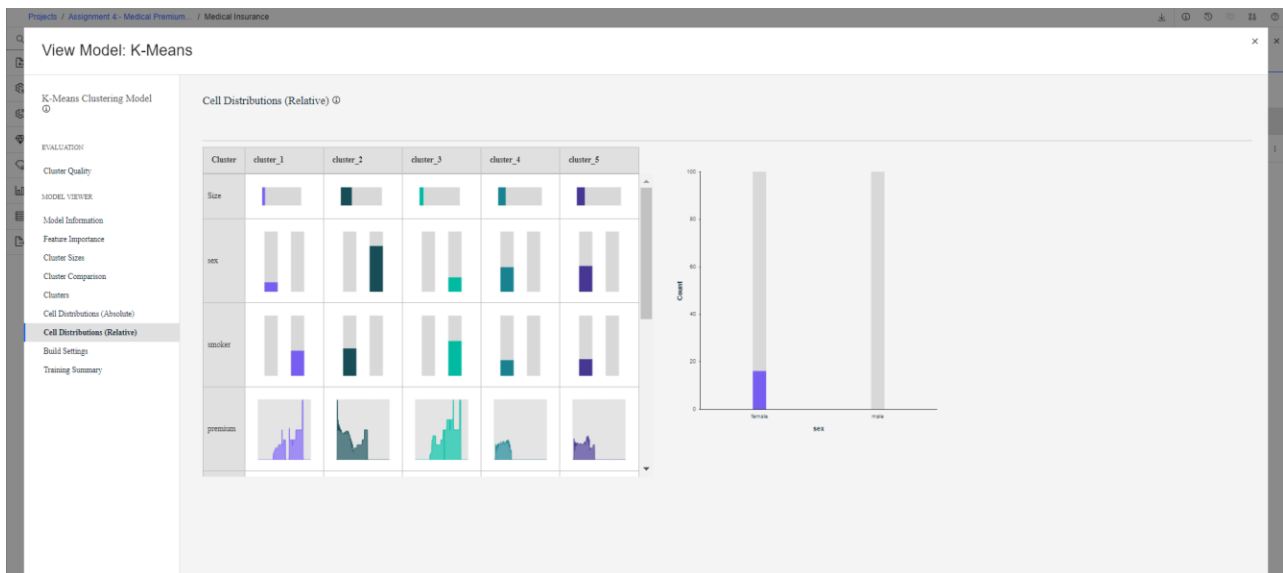 Projects / Assignment 4 - Medical Premium... / Medical Insurance
View Model: K-Means
K-Means Clustering Model
EVALUATION
Cluster Quality
MODEL VIEWER
Model Information
Feature Importance
Cluster Sizes
Cluster Comparison
Clusters
Cell Distributions (Absolute)
Cell Distributions (Relative)
Build Settings
Training Summary
Cell Distributions (Relative)
Cluster cluster_1 cluster_2 cluster_3 cluster_4 cluster_5
Size
sex
smoker
premium
100
80
60
40
20
0
Count
female male
sex